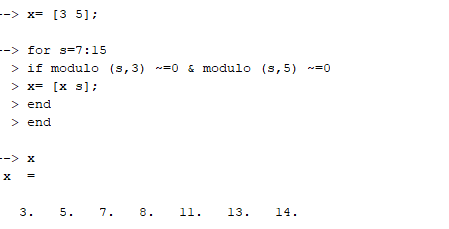 --> x= [3 5];
--> for s=7:15
> if modulo (s,3) ~=0 & modulo (s,5) ~=0
> x= [x s];
> end
> end
--> x
x =
3. 5. 7. 8. 11. 13. 14.